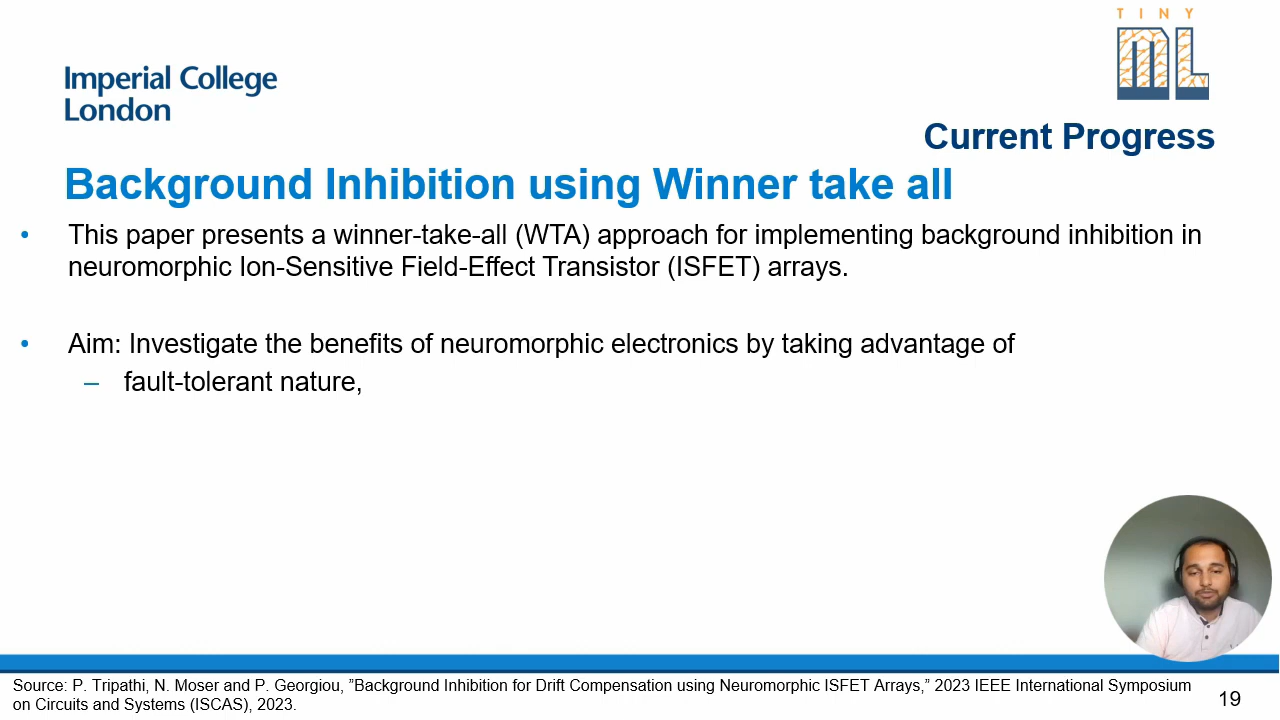 TINY
ML
Imperial College
London
Current Progress
Background Inhibition using Winner take all
• This paper presents a winner-take-all (WTA) approach for implementing background inhibition in
neuromorphic Ion-Sensitive Field-Effect Transistor (ISFET) arrays.
• Aim: Investigate the benefits of neuromorphic electronics by taking advantage of
– fault-tolerant nature,
Source: P. Tripathi, N. Moser and P. Georgiou, ”Background Inhibition for Drift Compensation using Neuromorphic ISFET Arrays,” 2023 IEEE International Symposium
on Circuits and Systems (ISCAS), 2023.
19